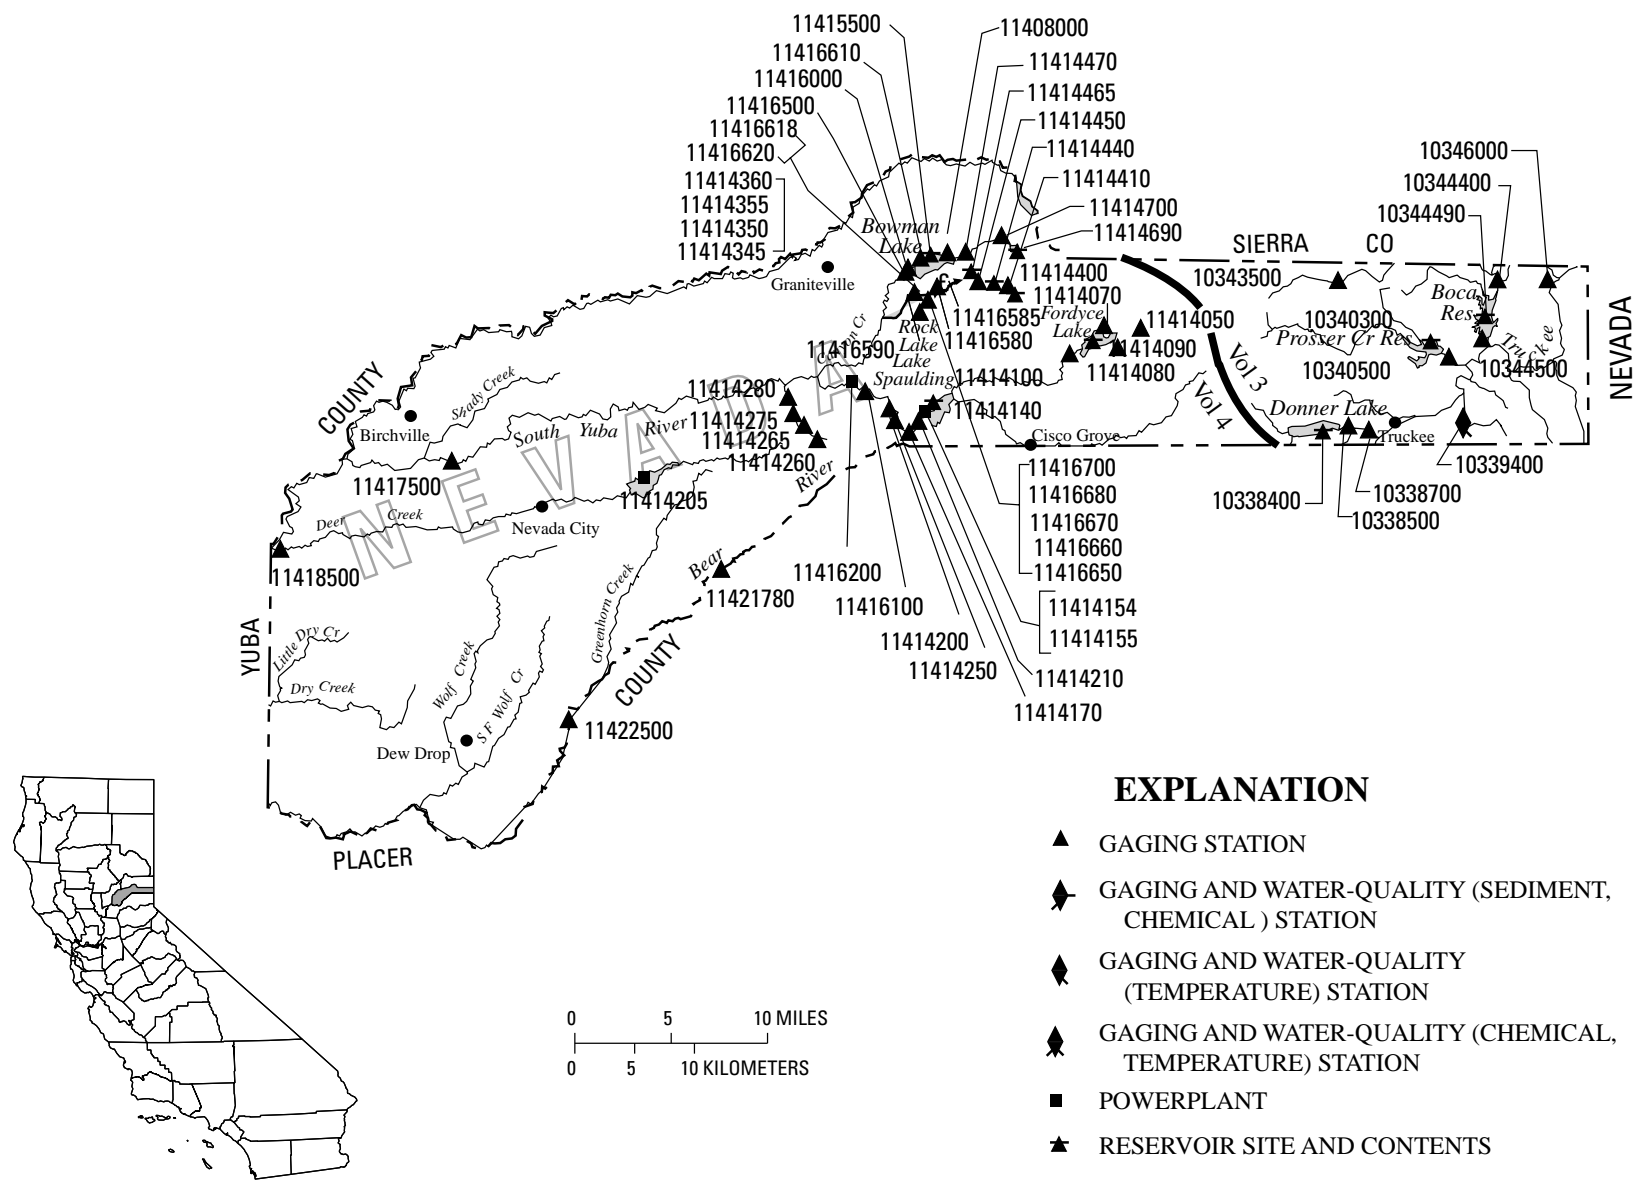 11415500
11408000
11416610
11414470
11416000
11414465
11416500
11414450
11416618
11414440
11416620
11414410
11414360
11414355
11414350
11414345
11414700
11414690
10346000
10344400
10344490
SIERRA CO
10343500
Bowman
Lake
Graniteville
11414400
11414070
11416585
Fordyce
Lake
11414050
11416580
11414090
11414080
Rock
Lake
Lake
Spaulding
11416590
Canyon Cr
11414100
11414140
Cisco Grove
Boca
Res
10340300
Prosser Cr Res
10340500
10344500
Truckee
NEVADA
Vol 3
Vol 4
Donner Lake
Truckee
10339400
10338400
10338700
10338500
COUNTY
Birchville
Shady Creek
South Yuba River
11414280
11414275
11414265
11414260
11417500
11414205
NEVADA
Deer Creek
Nevada City
11418500
River
Bear
11421780
11416200
11416100
11414200
11414250
11416700
11416680
11416670
11416660
11416650
11414154
11414155
11414210
11414170
YUBA
Little Dry Cr
Dry Creek
Wolf Creek
S F Wolf Cr
Greenhorn Creek
COUNTY
11422500
Dew Drop
PLACER
0 5 10 MILES
0 5 10 KILOMETERS
EXPLANATION
GAGING STATION
GAGING AND WATER-QUALITY (SEDIMENT,
CHEMICAL ) STATION
GAGING AND WATER-QUALITY
(TEMPERATURE) STATION
GAGING AND WATER-QUALITY (CHEMICAL,
TEMPERATURE) STATION
POWERPLANT
RESERVOIR SITE AND CONTENTS